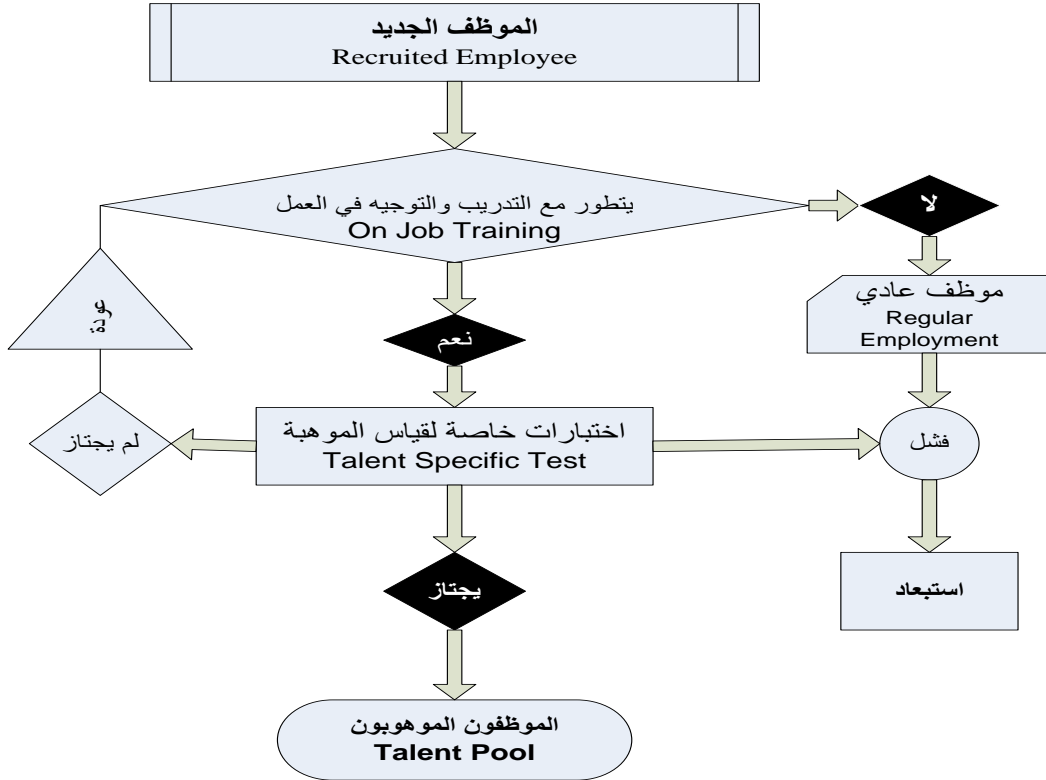 الموظف الجديد
Recruited Employee
يتطور مع التدريب والتوجيه في العمل
On Job Training
لا
عودة
موظف عادي
Regular
Employment
نعم
اختبارات خاصة لقياس الموهبة
Talent Specific Test
لم يجتاز
فشل
يجتاز
استبعاد
الموظفون الموهوبون
Talent Pool